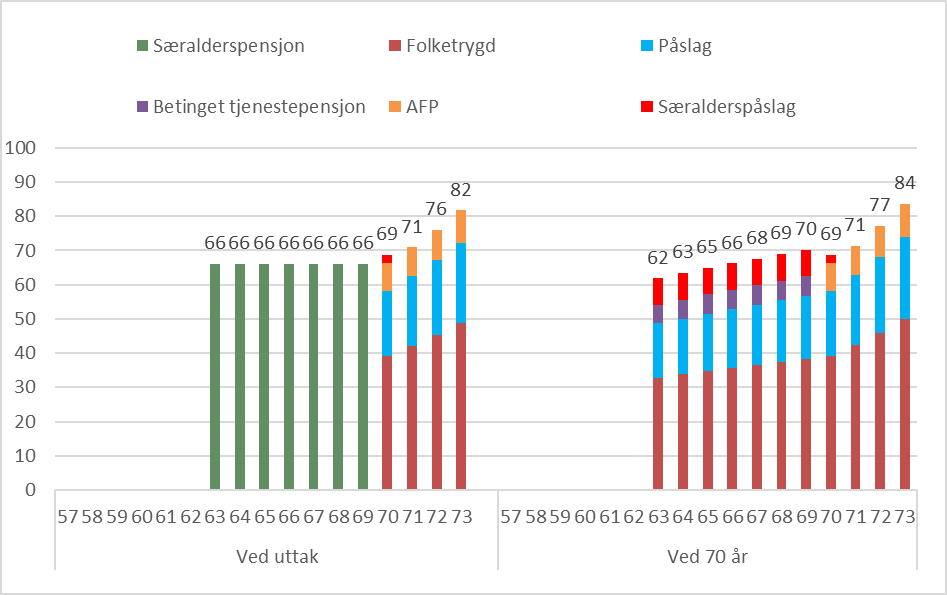 Særalderspensjon Folketrygd Påslag
Betinget tjenestepensjon AFP Særalderspåslag
100
90
80
70
60
50
40
30
20
10
0
66 66 66 66 66 66 66 69 71 76 82
62 63 65 66 68 69 70 69 71 77 84
57 58 59 60 61 62 63 64 65 66 67 68 69 70 71 72 73 57 58 59 60 61 62 63 64 65 66 67 68 69 70 71 72 73
Ved uttak Ved 70 år